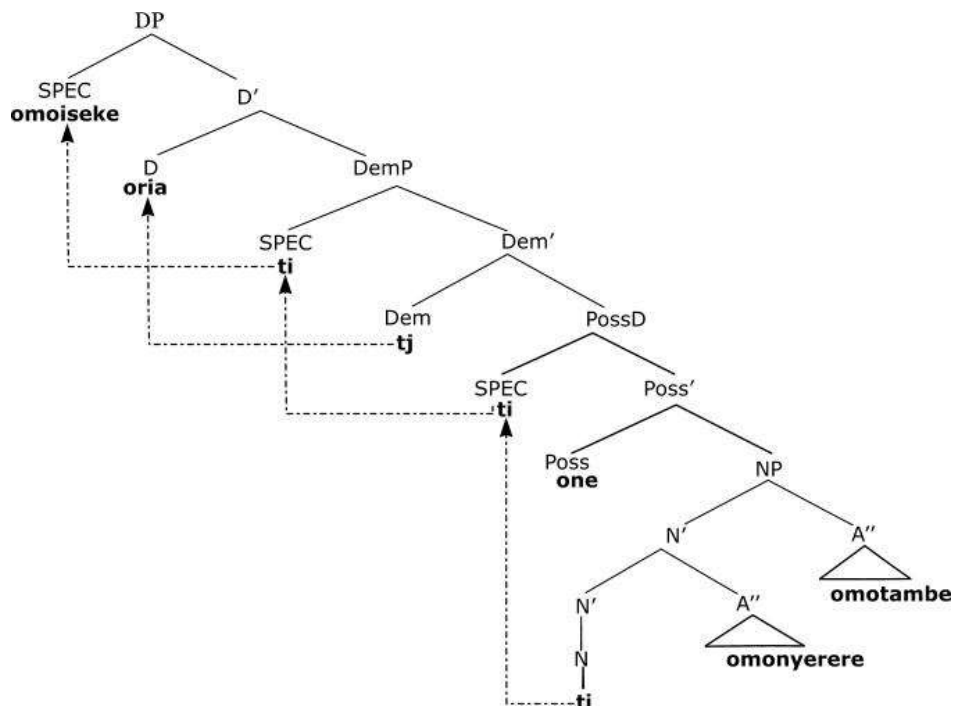 DP
SPEC
omoiseke
D′
D
oria
DemP
SPEC
ti
Dem′
Dem
tj
PossD
SPEC
ti
Poss′
Poss
one
NP
N′
A′′
omotambe
N′
A′′
omonyerere
N
ti